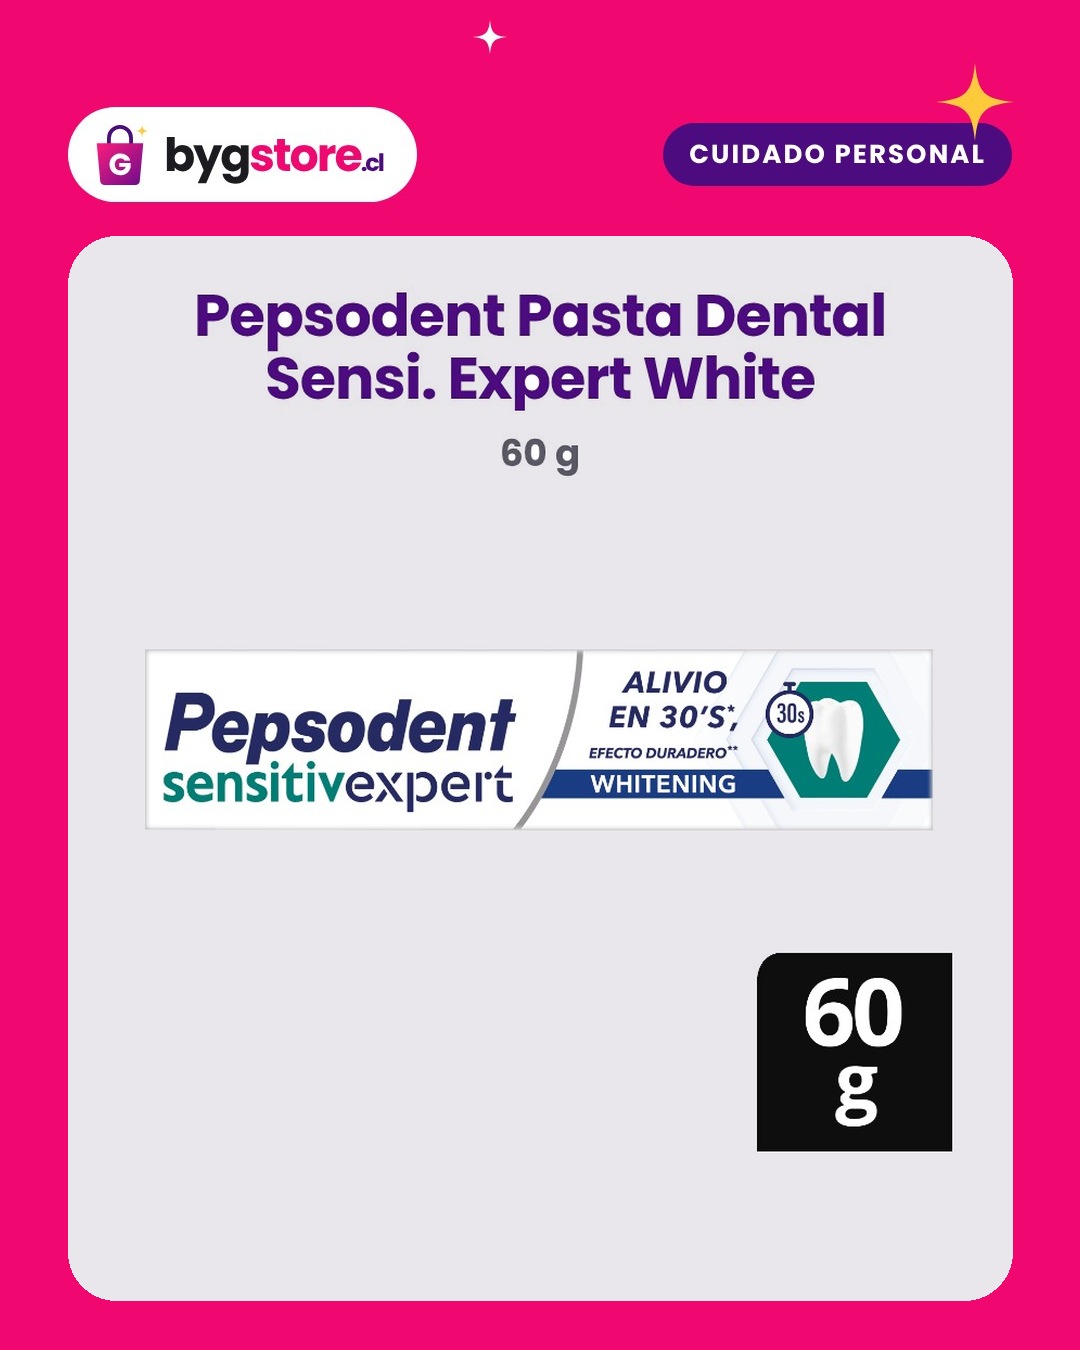 G bygstore.cl
CUIDADO PERSONAL
Pepsodent Pasta Dental
Sensi. Expert White
60 g
Pepsodent
sensitivexpert
ALIVIO
EN 30'S*,
EFECTO DURADERO**
WHITENING
30s
60
g